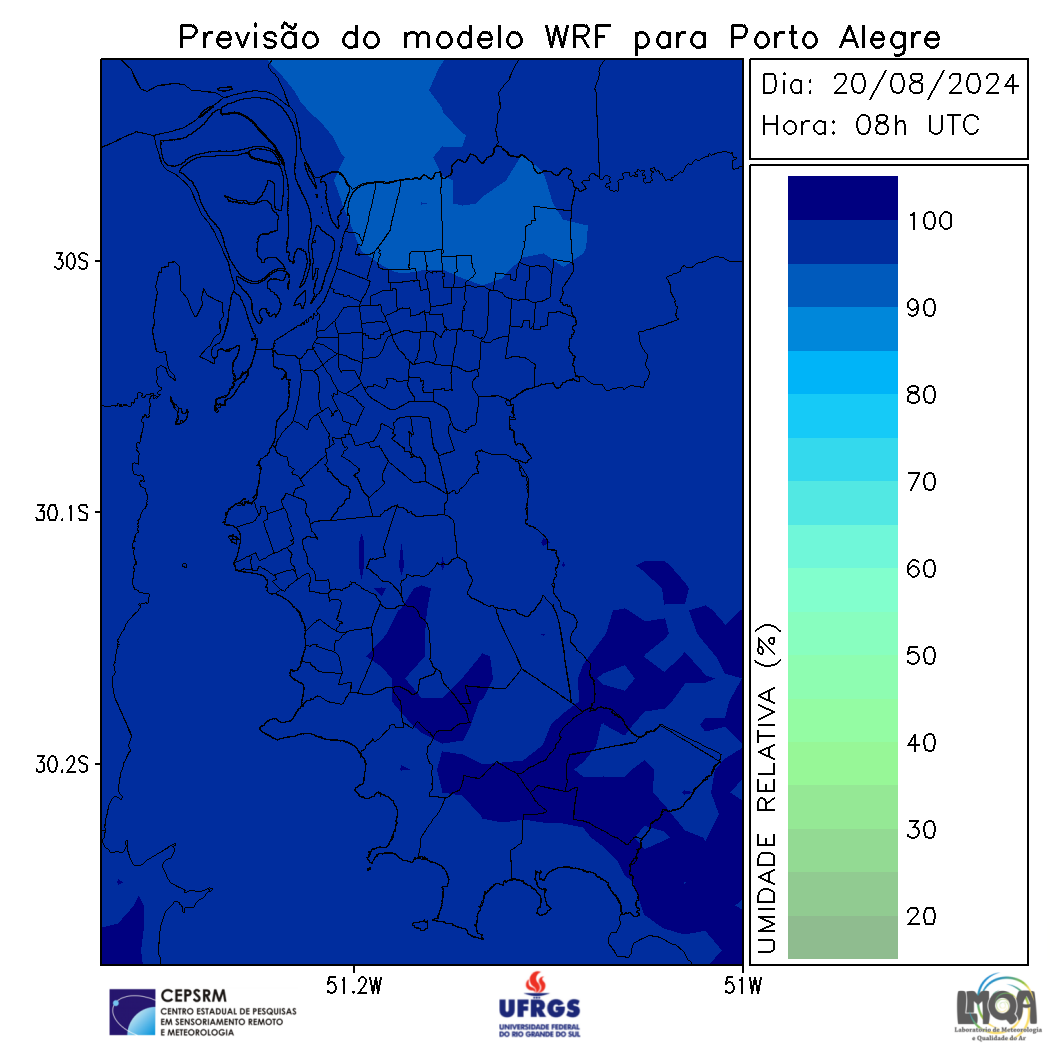 Previsão do modelo WRF para Porto Alegre
Dia: 20/08/2024
Hora: 08h UTC
100
90
80
70
60
50
40
30
20
UMIDADE RELATIVA (%)
30S
30.1S
30.2S
51.2W
51W
CEPSRM
CENTRO ESTADUAL DE PESQUISAS
EM SENSORIAMENTO REMOTO
E METEOROLOGIA
UFRGS
UNIVERSIDADE FEDERAL
DO RIO GRANDE DO SUL
LMQA
Laboratório de Meteorologia
e Qualidade do Ar